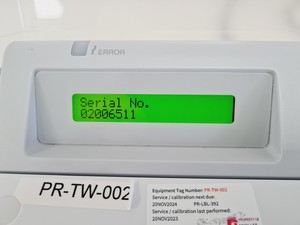 ERROR
Serial No.
02006511
PR-TW-002
Equipment Tag Number: PR-TW-002
Service / calibration next due:
20NOV2024 PR-LBL-392
Service / calibration last performed:
20NOV2023